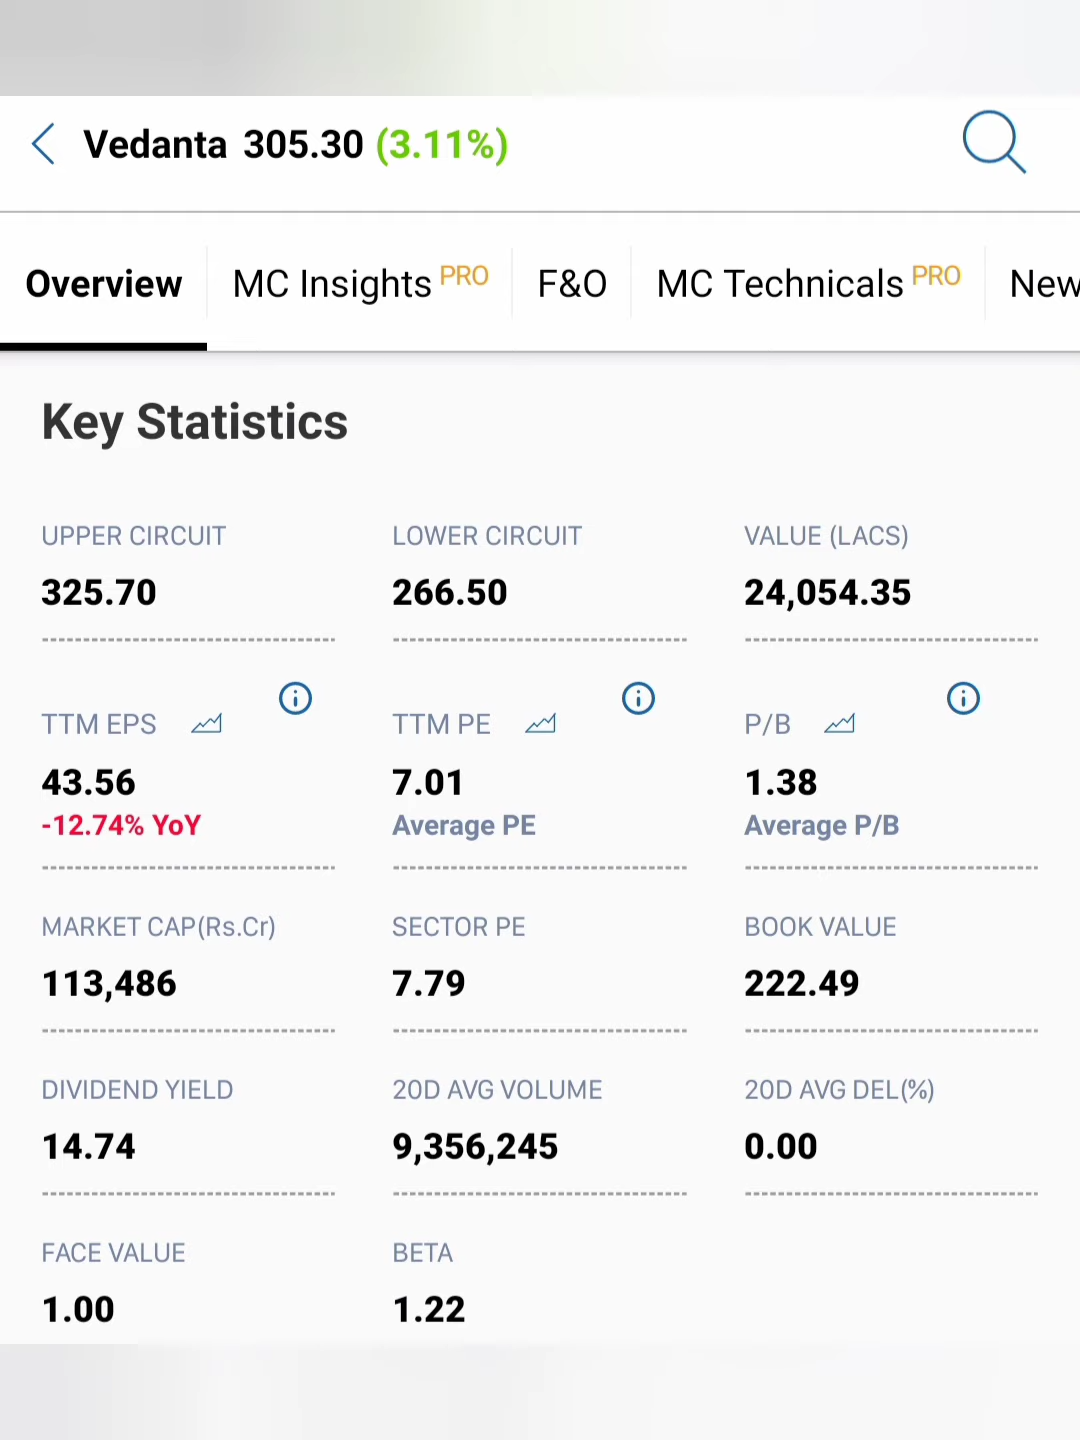 Vedanta 305.30 (3.11%)
Overview MC Insights PRO F&O MC Technicals PRO New
Key Statistics
UPPER CIRCUIT LOWER CIRCUIT VALUE (LACS)
325.70 266.50 24,054.35
TTM EPS TTM PE P/B
43.56 7.01 1.38
-12.74% YoY Average PE Average P/B
MARKET CAP(Rs.Cr) SECTOR PE BOOK VALUE
113,486 7.79 222.49
DIVIDEND YIELD 20D AVG VOLUME 20D AVG DEL(%)
14.74 9,356,245 0.00
FACE VALUE BETA
1.00 1.22